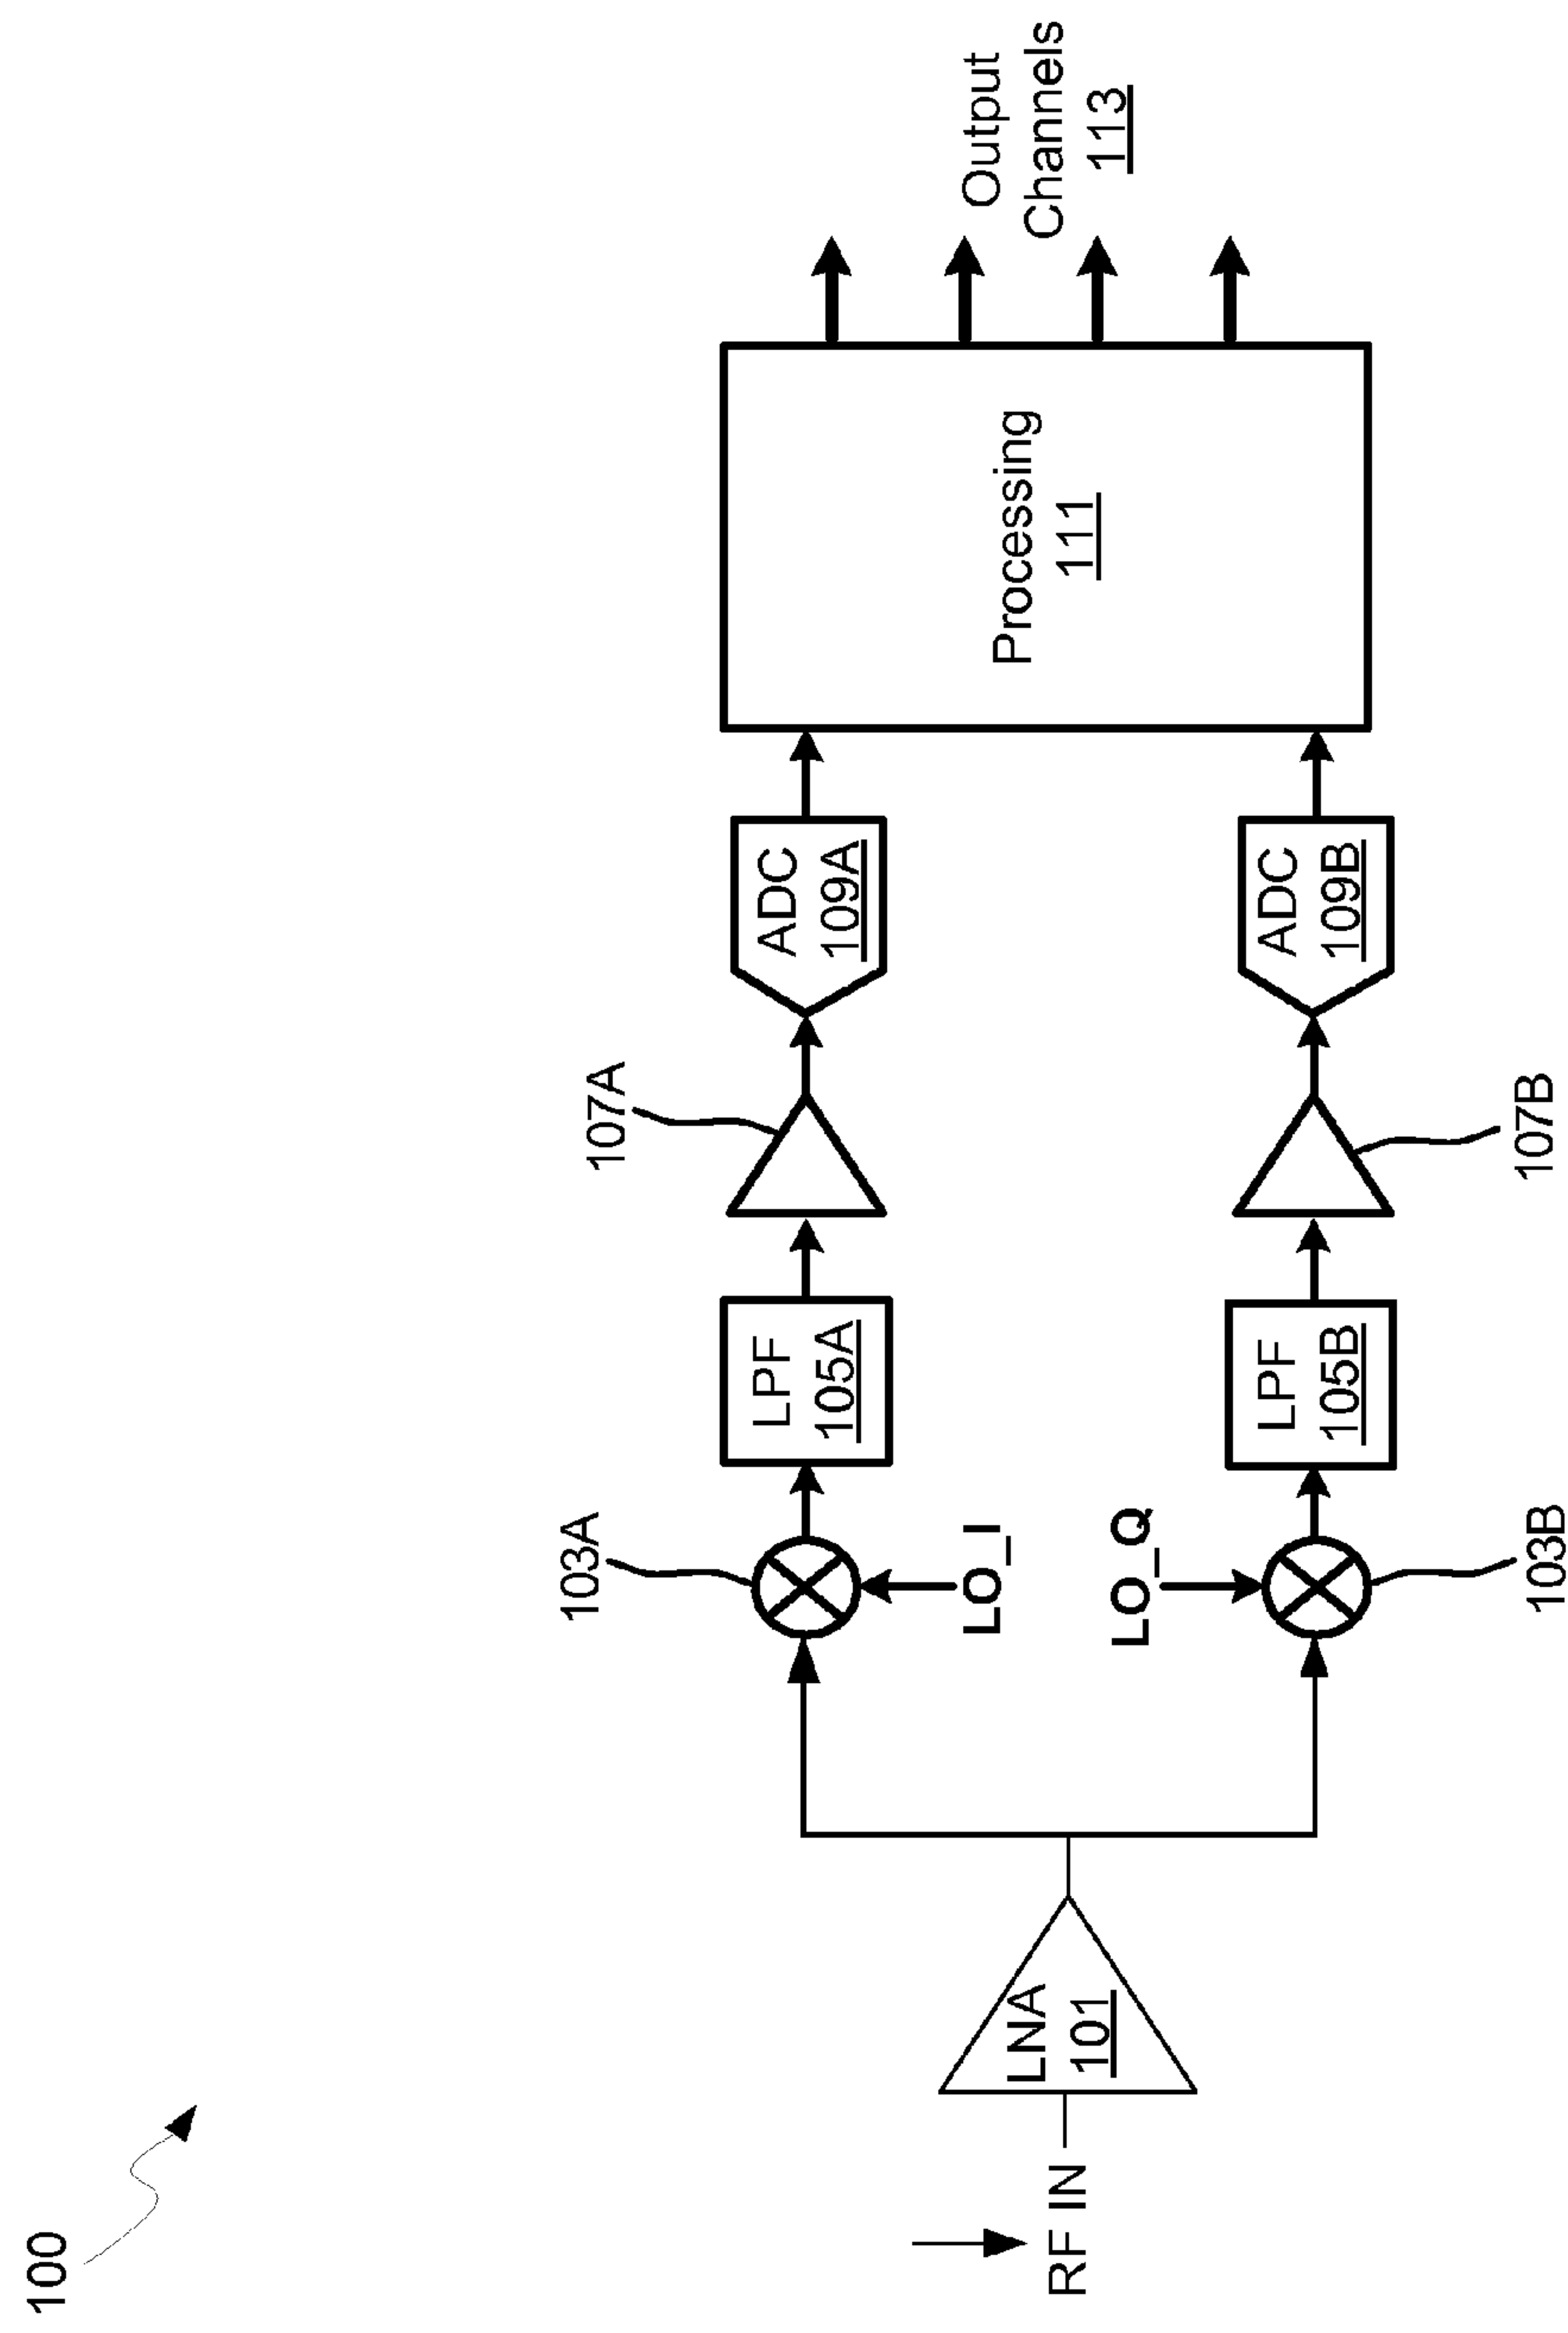 100
RF IN
LNA
101
103A
LO_I
LO_Q
103B
LPF
105A
LPF
105B
107A
107B
ADC
109A
ADC
109B
Processing
111
Output
Channels
113